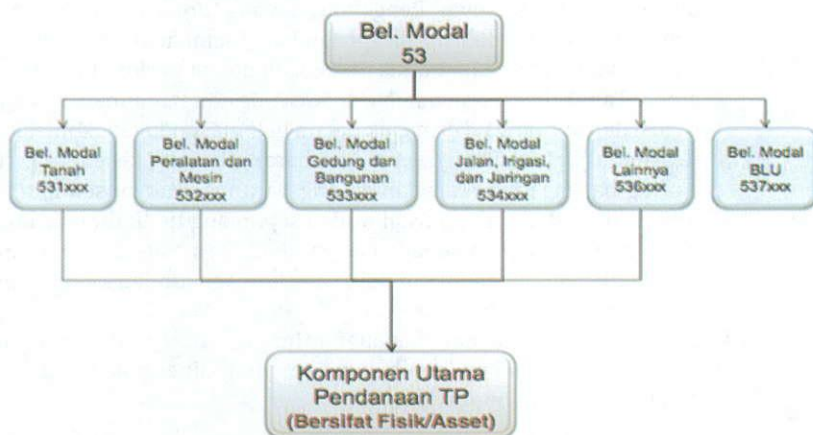 Bel. Modal
53
Bel. Modal
Tanah
531xxx
Bel. Modal
Peralatan dan
Mesin
532xxx
Bel. Modal
Gedung dan
Bangunan
533xxx
Bel. Modal
Jalan, Irigasi,
dan Jaringan
534xxx
Bel. Modal
Lainnya
536xxx
Bel. Modal
BLU
537xxx
Komponen Utama
Pendanaan TP
(Bersifat Fisik/Asset)